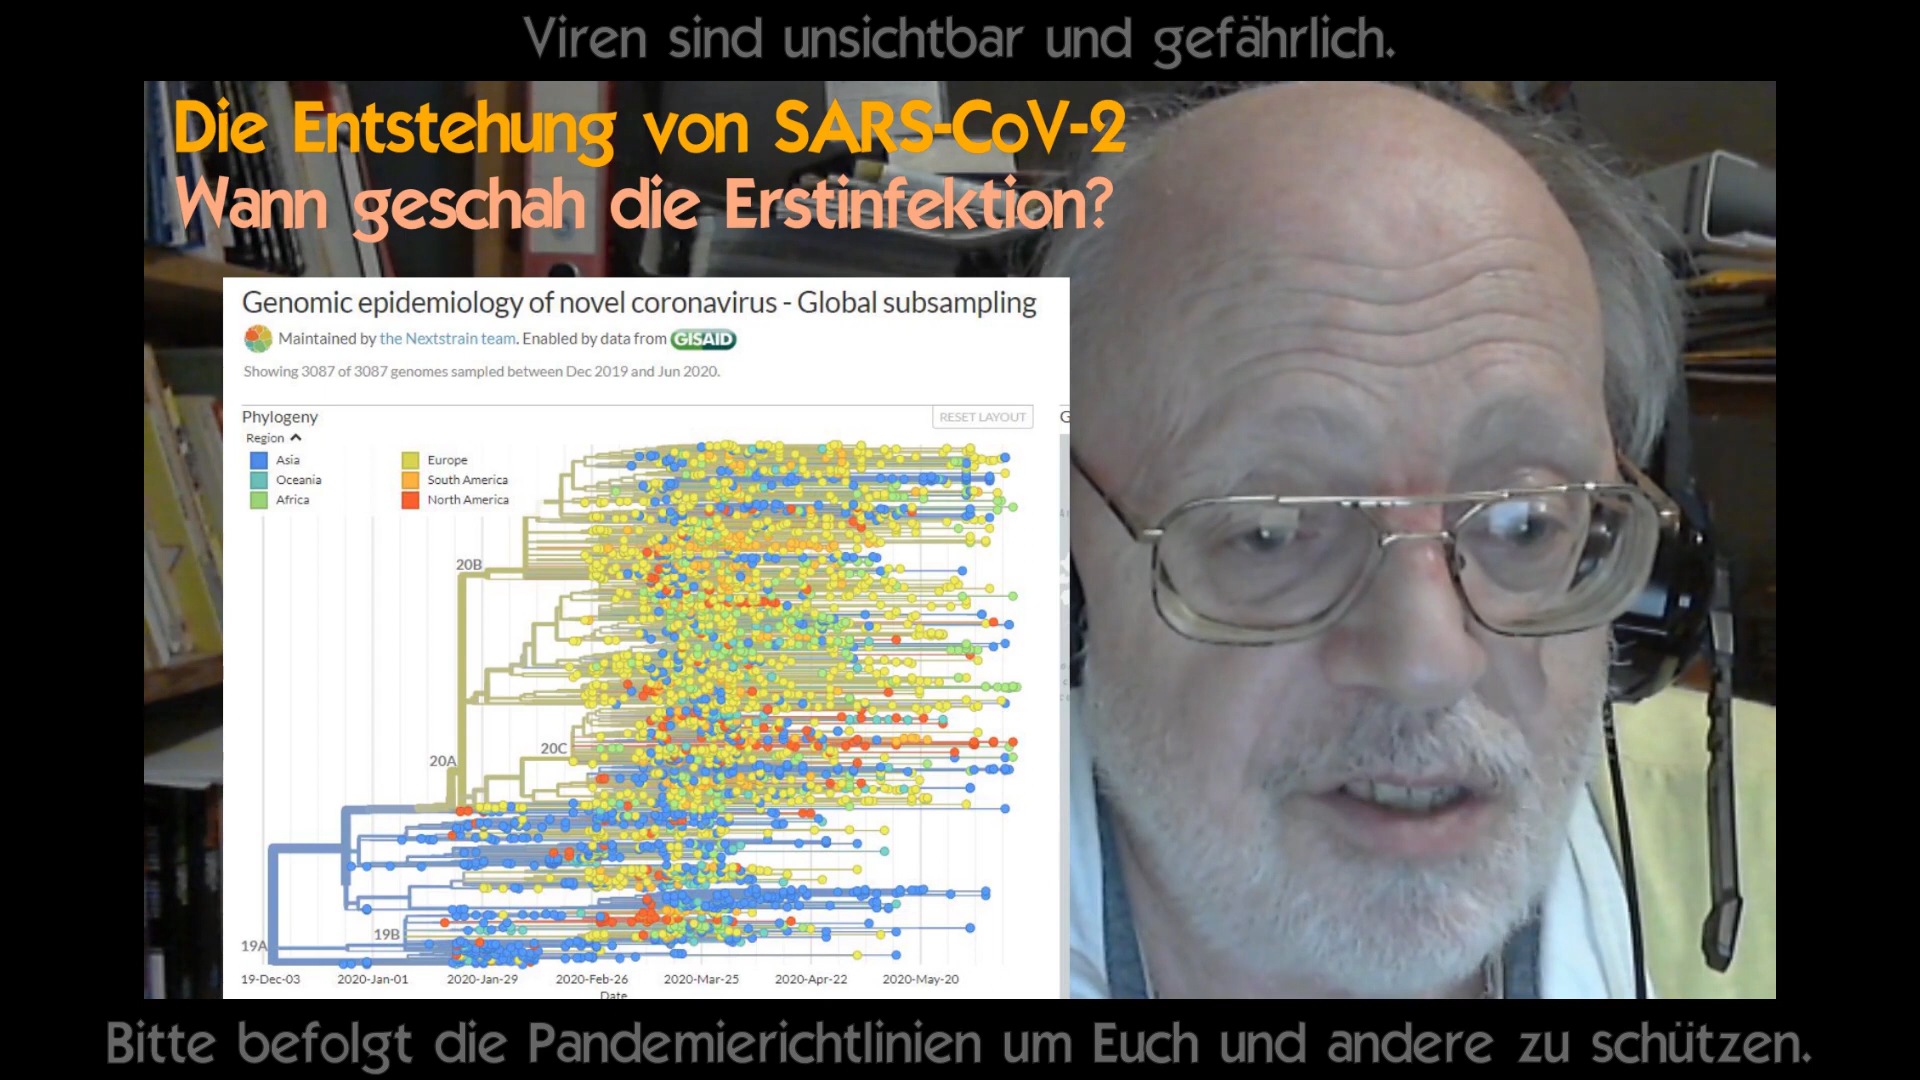 Viren sind unsichtbar und gefährlich.
Die Entstehung von SARS-CoV-2
Wann geschah die Erstinfektion?
Genomic epidemiology of novel coronavirus - Global subsampling
Maintained by the Nextstrain team. Enabled by data from GISAID
Showing 3087 of 3087 genomes sampled between Dec 2019 and Jun 2020.
Phylogeny
RESET LAYOUT
G
Region
Asia
Europe
Oceania
South America
Africa
North America
20B
20C
20A
19B
19A
19-Dec-03 2020-Jan-01 2020-Jan-29 2020-Feb-26 2020-Mar-25 2020-Apr-22 2020-May-20
Date
Bitte befolgt die Pandemierichtlinien um Euch und andere zu schützen.